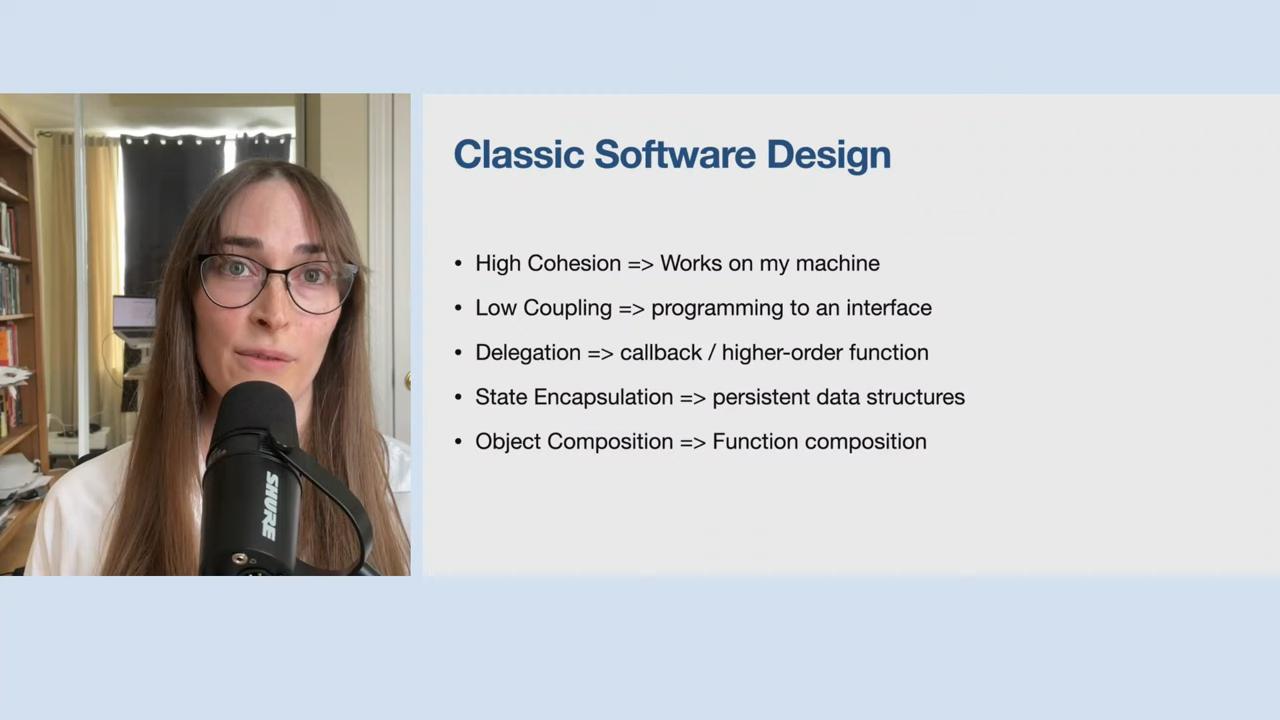 Classic Software Design
• High Cohesion => Works on my machine
• Low Coupling => programming to an interface
• Delegation => callback / higher-order function
• State Encapsulation => persistent data structures
• Object Composition => Function composition
SHURE